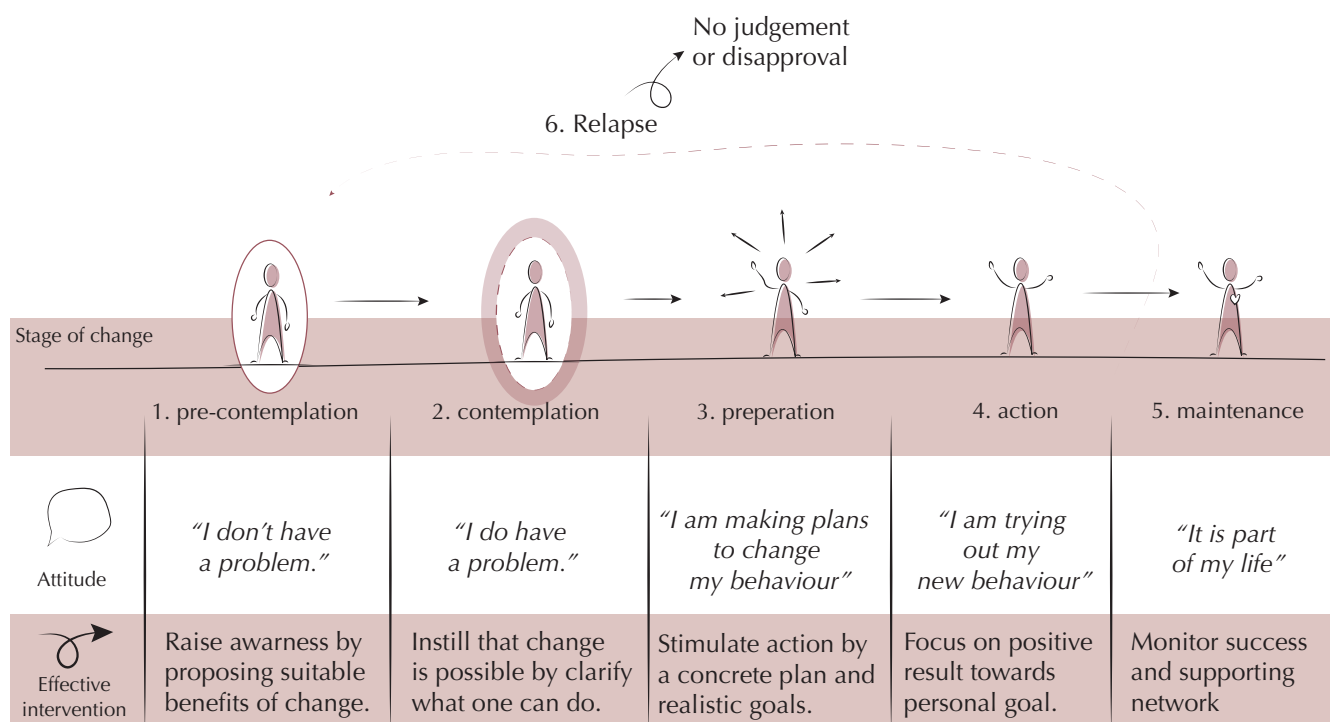 No judgement
or disapproval
6. Relapse
Stage of change
1. pre-contemplation
2. contemplation
3. preperation
4. action
5. maintenance
Attitude
“I don’t have
a problem.”
“I do have
a problem.”
“I am making plans
to change
my behaviour”
“I am trying
out my
new behaviour”
“It is part
of my life”
Effective
intervention
Raise awarness by
proposing suitable
benefits of change.
Instill that change
is possible by clarify
what one can do.
Stimulate action by
a concrete plan and
realistic goals.
Focus on positive
result towards
personal goal.
Monitor success
and supporting
network